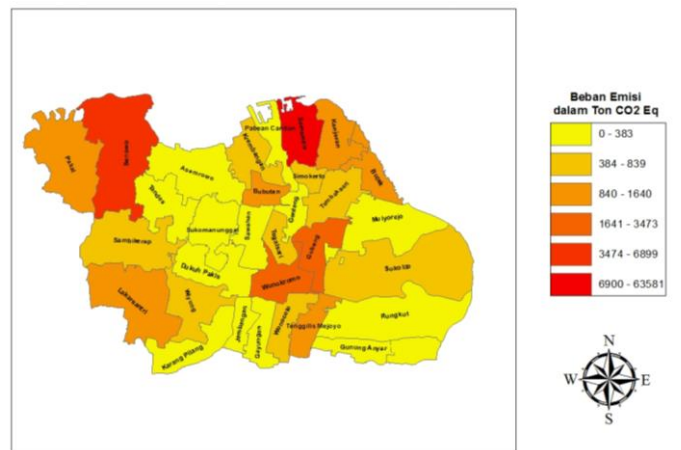 Beban Emisi
dalam Ton CO2 Eq
0 - 383
384 - 839
840 - 1640
1641 - 3473
3474 - 6899
6900 - 63581
N
W
E
S
Pakal
Benowo
Asemrowo
Tandes
Sambikerep
Lakarsantri
Sukomanunggal
Dukuh Pakis
Wiyung
Karang Pilang
Jambangan
Gayungan
Wonocolo
Tenggilis Mejoyo
Wonokromo
Sawahan
Tegalsari
Genteng
Gubeng
Bubutan
Krembangan
Pabean Cantian
Semampir
Kenjeran
Bulak
Simokerto
Tambaksari
Mulyorejo
Sukolilo
Rungkut
Gunung Anyar